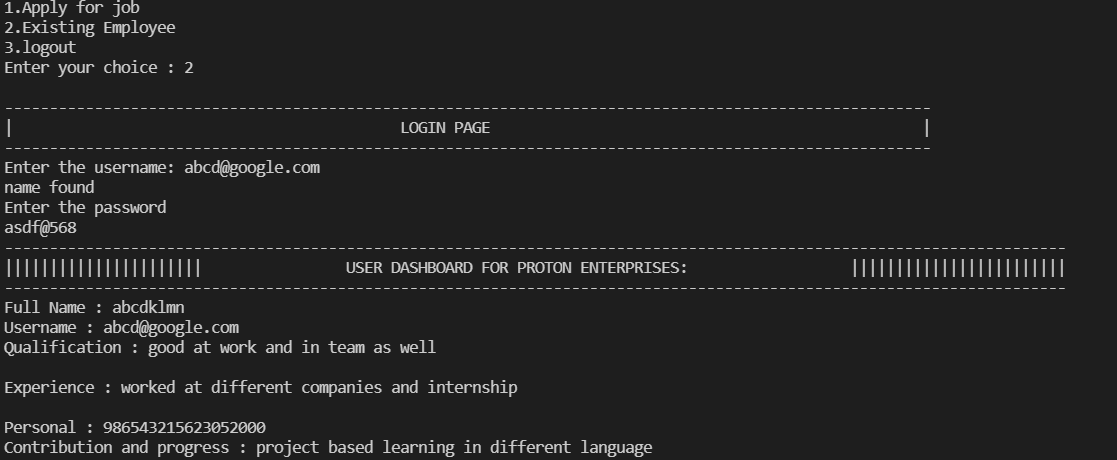 1.Apply for job
2.Existing Employee
3.logout
Enter your choice : 2
-------------------------------------------------------------------------------------------------------
|                                           LOGIN PAGE                                                |
-------------------------------------------------------------------------------------------------------
Enter the username: abcd@google.com
name found
Enter the password
asdf@568
----------------------------------------------------------------------------------------------------------------------
||||||||||||||||||||||                USER DASHBOARD FOR PROTON ENTERPRISES:                  ||||||||||||||||||||||||
----------------------------------------------------------------------------------------------------------------------
Full Name : abcdklmn
Username : abcd@google.com
Qualification : good at work and in team as well
Experience : worked at different companies and internship
Personal : 986543215623052000
Contribution and progress : project based learning in different language